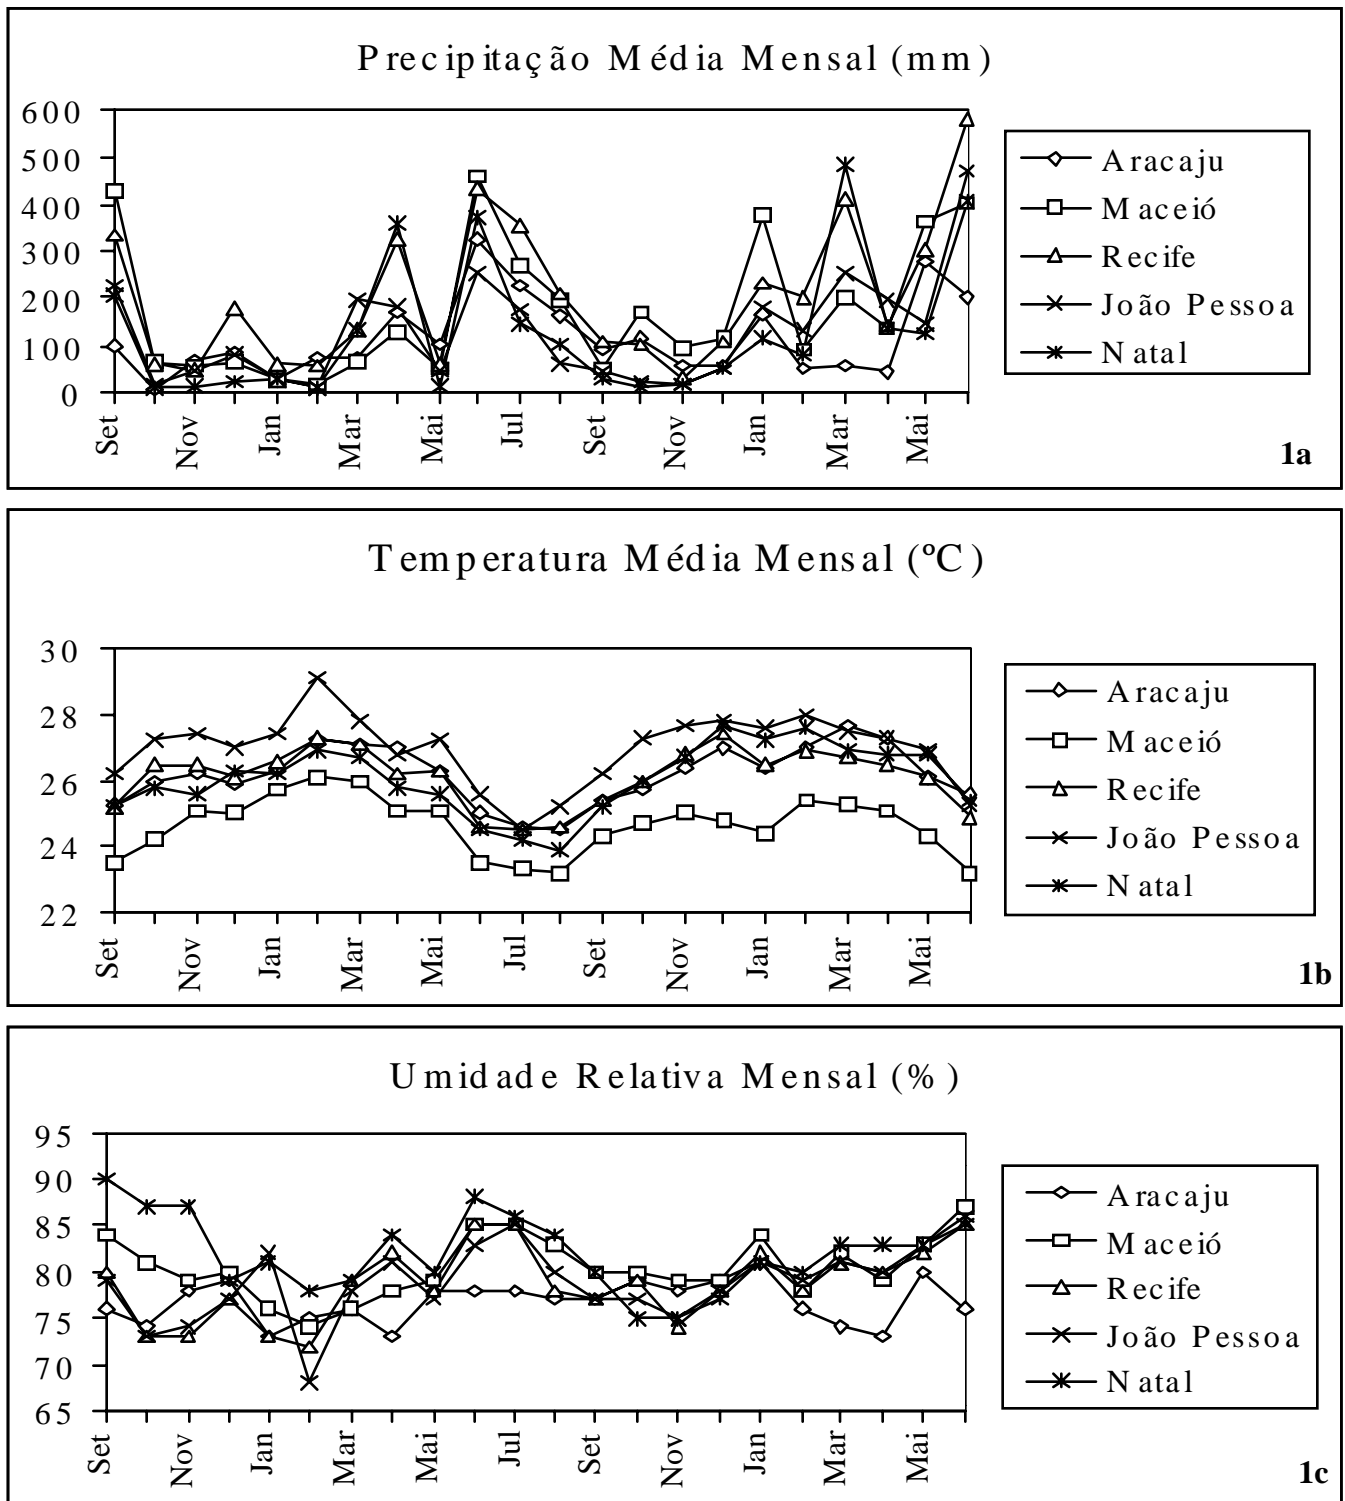 Precipitação Média Mensal (mm)
600
500
400
300
200
100
0
Set
Nov
Jan
Mar
Mai
Jul
Set
Nov
Jan
Mar
Mai
Aracaju
Maceió
Recife
João Pessoa
Natal
1a
Temperatura Média Mensal (ºC)
30
28
26
24
22
Set
Nov
Jan
Mar
Mai
Jul
Set
Nov
Jan
Mar
Mai
Aracaju
Maceió
Recife
João Pessoa
Natal
1b
Umidade Relativa Mensal (%)
95
90
85
80
75
70
65
Set
Nov
Jan
Mar
Mai
Jul
Set
Nov
Jan
Mar
Mai
Aracaju
Maceió
Recife
João Pessoa
Natal
1c